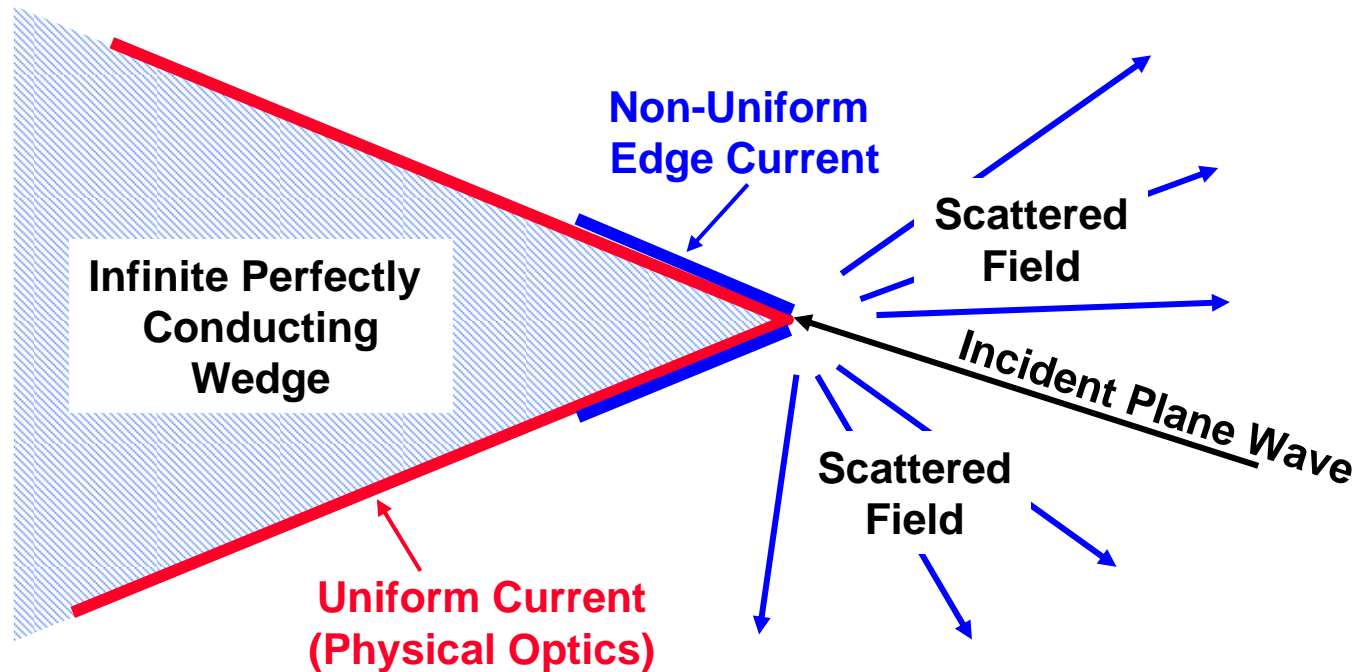 Non-Uniform
Edge Current
Scattered
Field
Infinite Perfectly
Conducting
Wedge
Incident Plane Wave
Scattered
Field
Uniform Current
(Physical Optics)